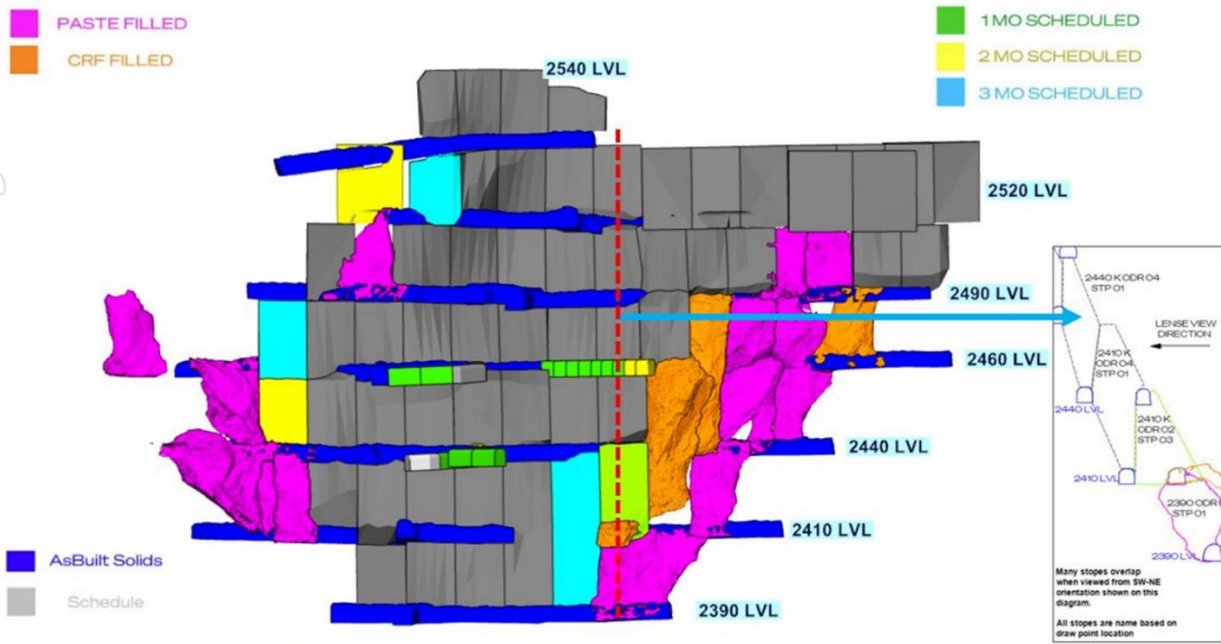 PASTE FILLED
CRF FILLED
1 MO SCHEDULED
2 MO SCHEDULED
3 MO SCHEDULED
2540 LVL
2520 LVL
2490 LVL
2460 LVL
2440 LVL
2410 LVL
2390 LVL
AsBuilt Solids
Schedule
2440 K ODR 04
STP 01
LENSE VIEW
DIRECTION
2410 K
ODR 04
STP 01
2440 LVL
2410 K
ODR 02
STP 03
2410 LVL
2390 ODR
STP 01
2390 LVL
Many stopes overlap
when viewed from SW-NE
orientation shown on this
diagram.
All stopes are name based on
draw point location